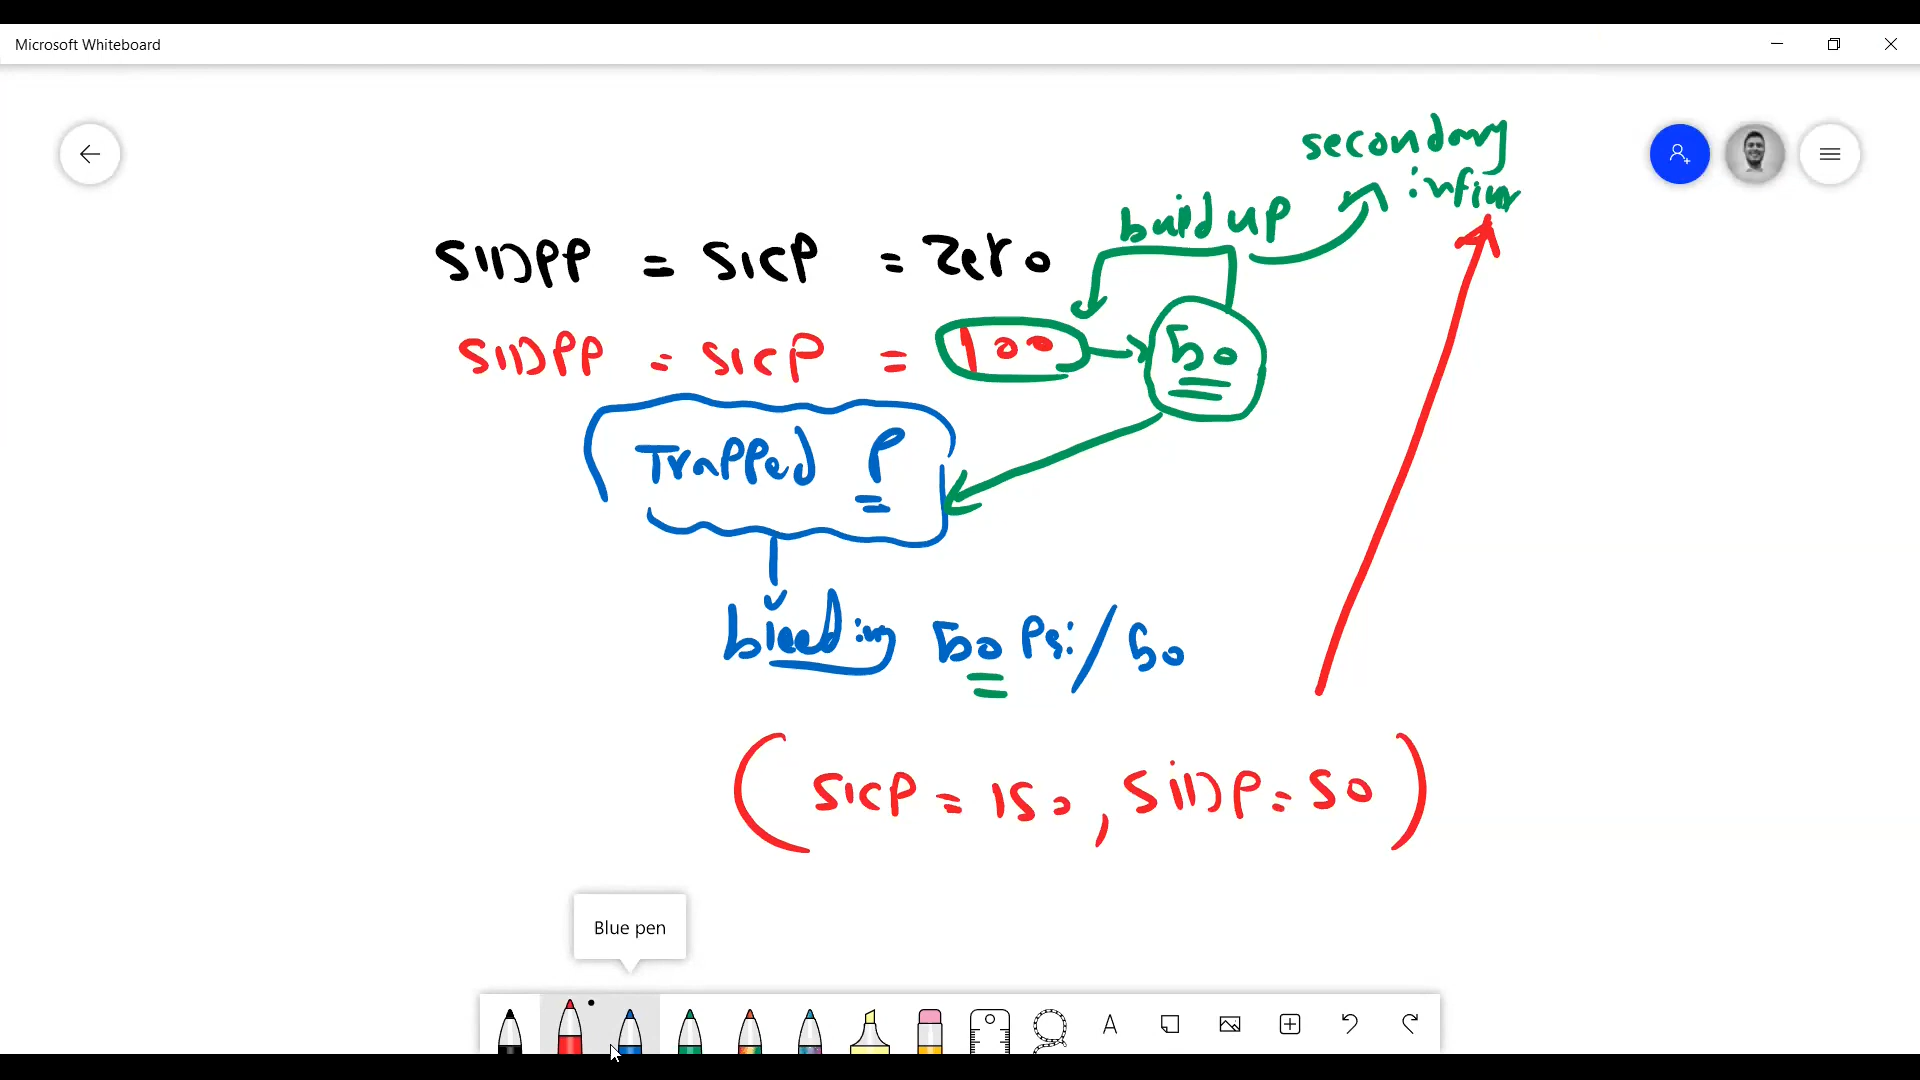 Microsoft Whiteboard
secondary
influx
build up
SIDPP = SICP = Zero
SIDPP = SICP = 100
50
Trapped P
bleeding 50 Psi / 50
( SICP = 150 , SIDP = 50 )
Blue pen
A